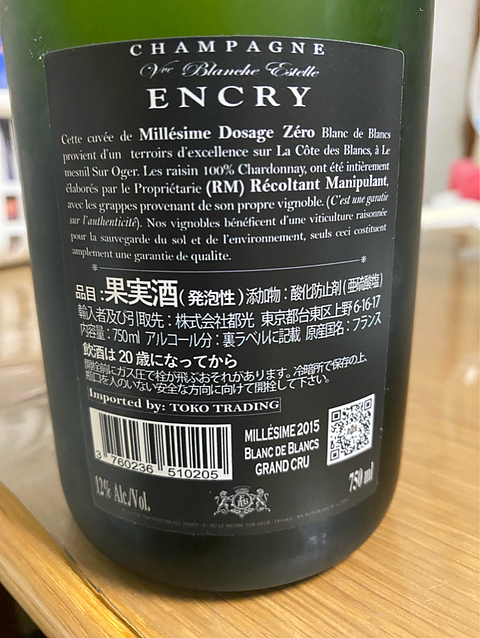 CHAMPAGNE
Vve Blanche Estelle
ENCRY
Cette cuvée de Millésime Dosage Zéro Blanc de Blancs
provient d'un terroirs d'excellence sur La Côte des Blancs, à Le
mesnil Sur Oger. Les raisin 100% Chardonnay, ont été intièrement
élaborés par le Propriétarie (RM) Récoltant Manipulant,
avec les grappes provenant de son propre vignoble. (C'est une garatie
sur l'authenticité). Nos vignobles bénéficent d'une viticulture raisonnée
pour la sauvegarde du sol et de l'environnement, seuls ceci costituent
amplement une garantie de qualite.
品目:果実酒(発泡性) 添加物:酸化防止剤(亜硫酸塩)
輸入者及び引取先:株式会社都光 東京都台東区上野6-16-17
内容量:750ml アルコール分:裏ラベルに記載 原産国名:フランス
飲酒は20歳になってから
開栓前にガス圧で栓が飛ぶおそれがあります。冷暗所で保存の上、
瓶口を人のいない安全な方向に向けて開栓して下さい。
Imported by: TOKO TRADING
3 760236 510205
MILLÉSIME 2015
BLANC DE BLANCS
GRAND CRU
12% Alc/Vol.
750 ml